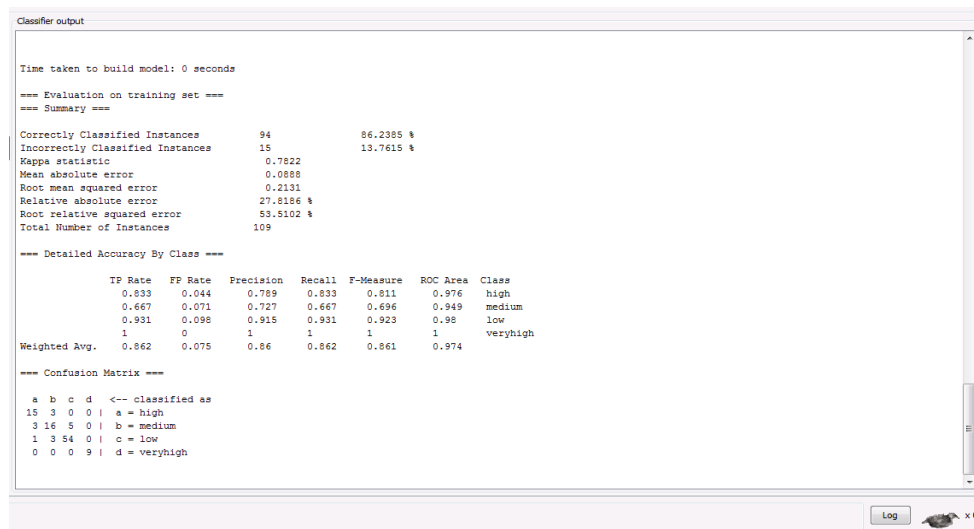 Classifier output
Time taken to build model: 0 seconds
=== Evaluation on training set ===
=== Summary ===
Correctly Classified Instances 94 86.2385 %
Incorrectly Classified Instances 15 13.7615 %
Kappa statistic 0.7822
Mean absolute error 0.0888
Root mean squared error 0.2131
Relative absolute error 27.8186 %
Root relative squared error 53.5102 %
Total Number of Instances 109
=== Detailed Accuracy By Class ===
TP Rate FP Rate Precision Recall F-Measure ROC Area Class
0.833 0.044 0.789 0.833 0.811 0.976 high
0.667 0.071 0.727 0.667 0.696 0.949 medium
0.931 0.098 0.915 0.931 0.923 0.98 low
1 0 1 1 1 1 veryhigh
Weighted Avg. 0.862 0.075 0.86 0.862 0.861 0.974
=== Confusion Matrix ===
a b c d <-- classified as
15 3 0 0 | a = high
3 16 5 0 | b = medium
1 3 54 0 | c = low
0 0 0 9 | d = veryhigh
Log x